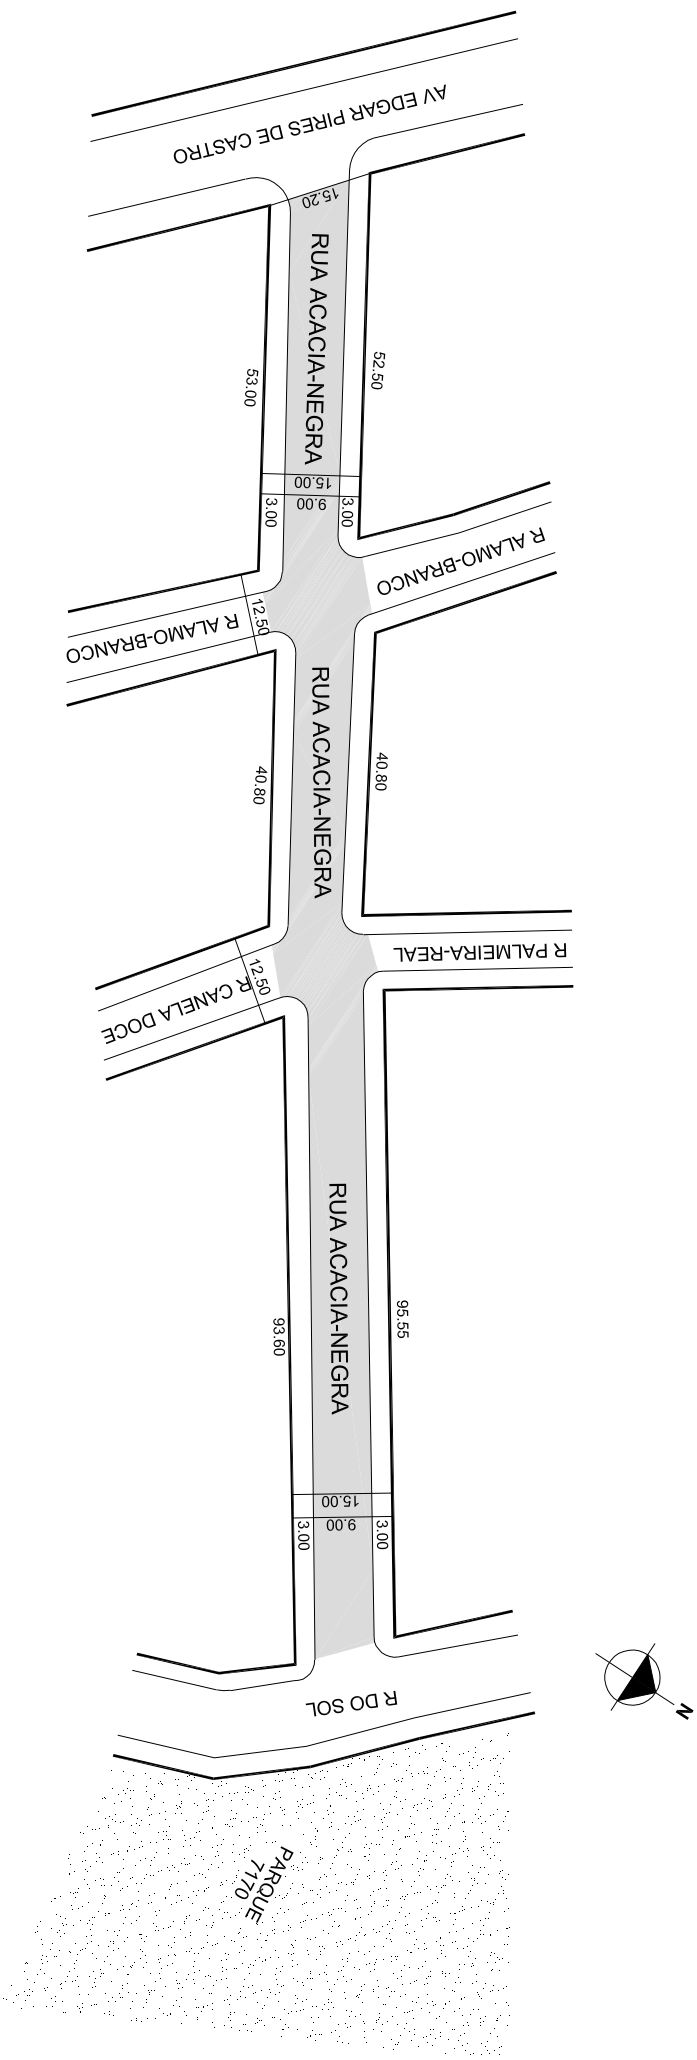 AV EDGAR PIRES DE CASTRO
15.20
RUA ACACIA-NEGRA
53.00
52.50
15.00
3.00
9.00
3.00
R ALAMO-BRANCO
R ALAMO-BRANCO
12.50
RUA ACACIA-NEGRA
40.80
40.80
R PALMEIRA-REAL
12.50
R CANELA DOCE
RUA ACACIA-NEGRA
93.60
95.55
15.00
3.00
9.00
3.00
R DO SOL
N
PARQUE
7170